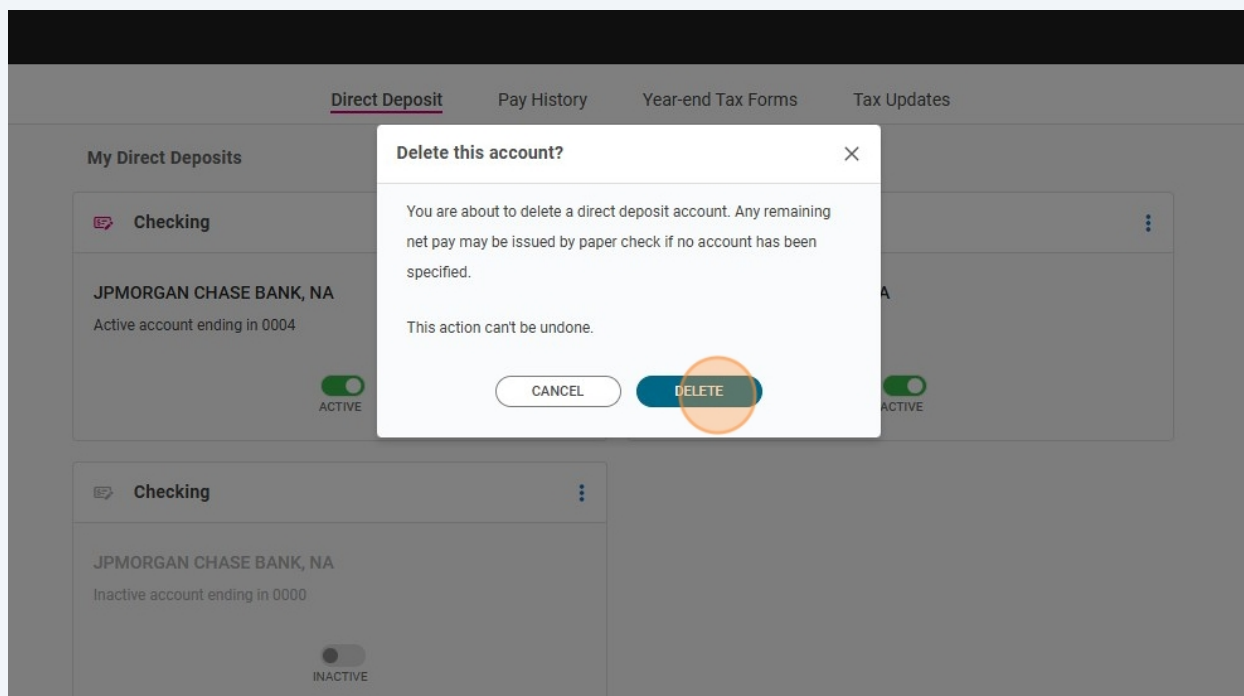 Direct Deposit Pay History Year-end Tax Forms Tax Updates
My Direct Deposits
Delete this account?
You are about to delete a direct deposit account. Any remaining
net pay may be issued by paper check if no account has been
specified.
This action can't be undone.
CANCEL DELETE
Checking
JPMORGAN CHASE BANK, NA
Active account ending in 0004
ACTIVE
A
ACTIVE
Checking
JPMORGAN CHASE BANK, NA
Inactive account ending in 0000
INACTIVE